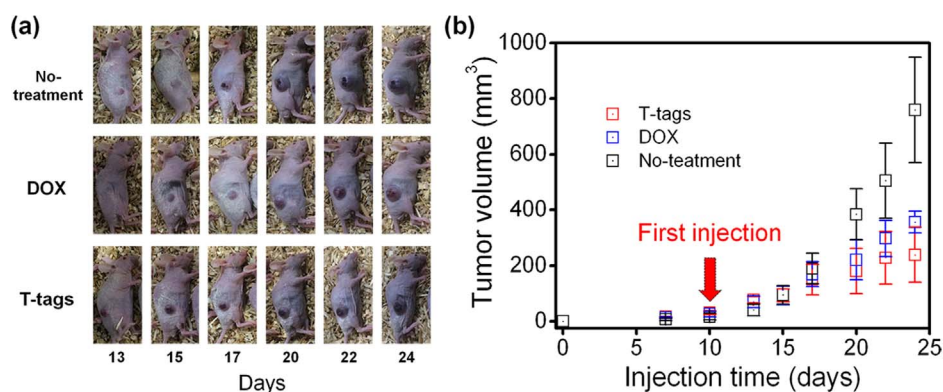 (a)
No-
treatment
DOX
T-tags
13 15 17 20 22 24
Days
(b)
Tumor volume (mm³)
1000
800
600
400
200
0
T-tags
DOX
No-teatment
First injection
0 5 10 15 20 25
Injection time (days)